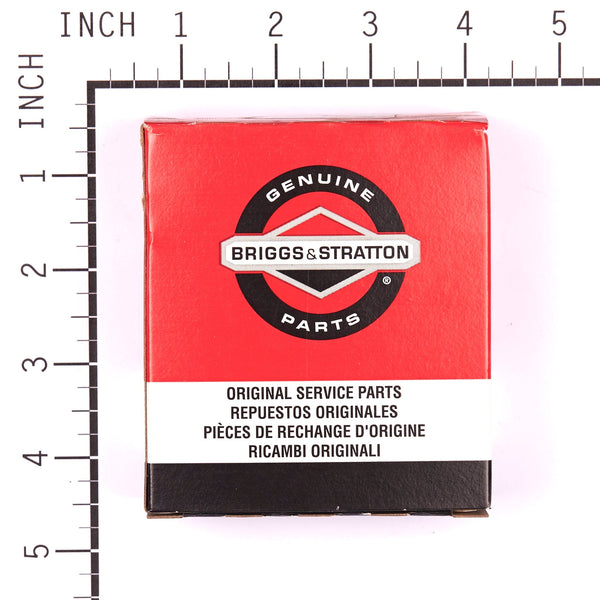 INCH 1 2 3 4 5
INCH 1 2 3 4 5
GENUINE
BRIGGS&STRATTON
®
PARTS
ORIGINAL SERVICE PARTS
REPUESTOS ORIGINALES
PIÈCES DE RECHANGE D'ORIGINE
RICAMBI ORIGINALI